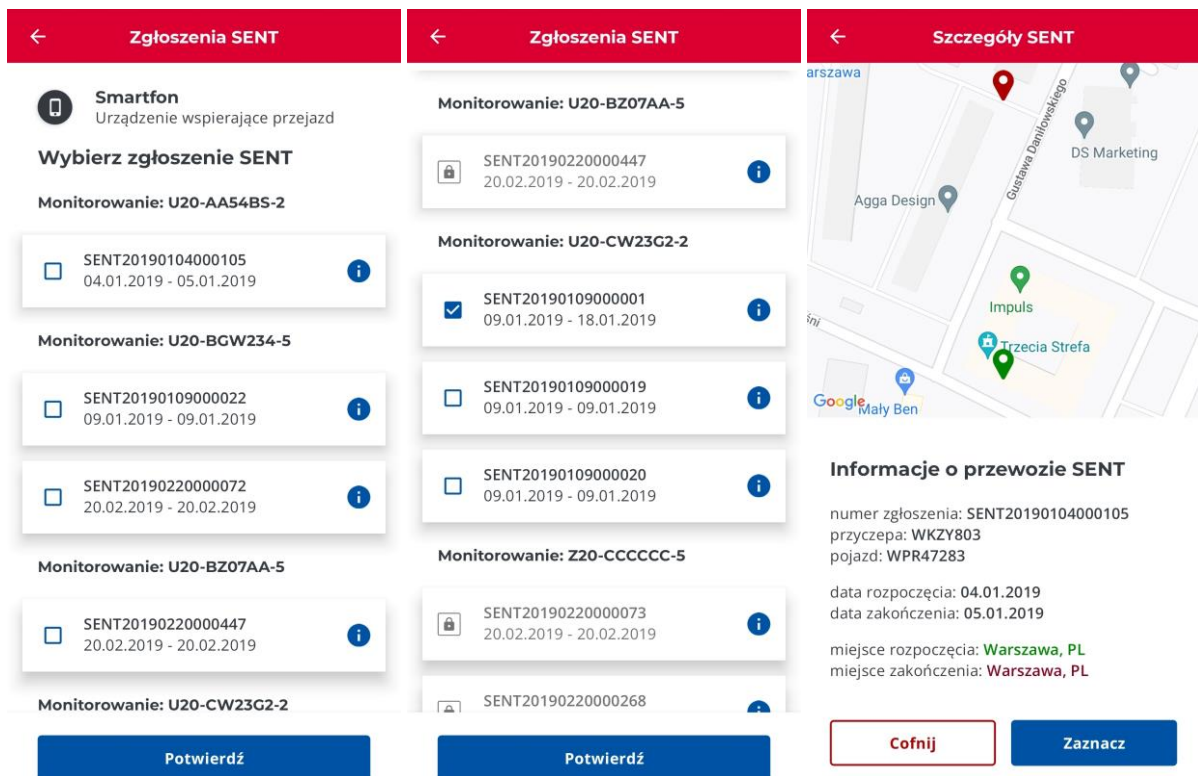 Zgłoszenia SENT
Smartfon
Urządzenie wspierające przejazd
Wybierz zgłoszenie SENT
Monitorowanie: U20-AA54BS-2
SENT20190104000105
04.01.2019 - 05.01.2019
Monitorowanie: U20-BGW234-5
SENT20190109000022
09.01.2019 - 09.01.2019
SENT20190220000072
20.02.2019 - 20.02.2019
Monitorowanie: U20-BZ07AA-5
SENT20190220000447
20.02.2019 - 20.02.2019
Monitorowanie: U20-CW23G2-2
Potwierdź
Zgłoszenia SENT
Monitorowanie: U20-BZ07AA-5
SENT20190220000447
20.02.2019 - 20.02.2019
Monitorowanie: U20-CW23G2-2
SENT20190109000001
09.01.2019 - 18.01.2019
SENT20190109000019
09.01.2019 - 09.01.2019
SENT20190109000020
09.01.2019 - 09.01.2019
Monitorowanie: Z20-CCCCCC-5
SENT20190220000073
20.02.2019 - 20.02.2019
SENT20190220000268
Potwierdź
Szczegóły SENT
arszawa
Gustawa Daniłowskiego
DS Marketing
Agga Design
Impuls
śni
Trzecia Strefa
Google
Mały Ben
Informacje o przewozie SENT
numer zgłoszenia: SENT20190104000105
przyczepa: WKZY803
pojazd: WPR47283
data rozpoczęcia: 04.01.2019
data zakończenia: 05.01.2019
miejsce rozpoczęcia: Warszawa, PL
miejsce zakończenia: Warszawa, PL
Cofnij
Zaznacz